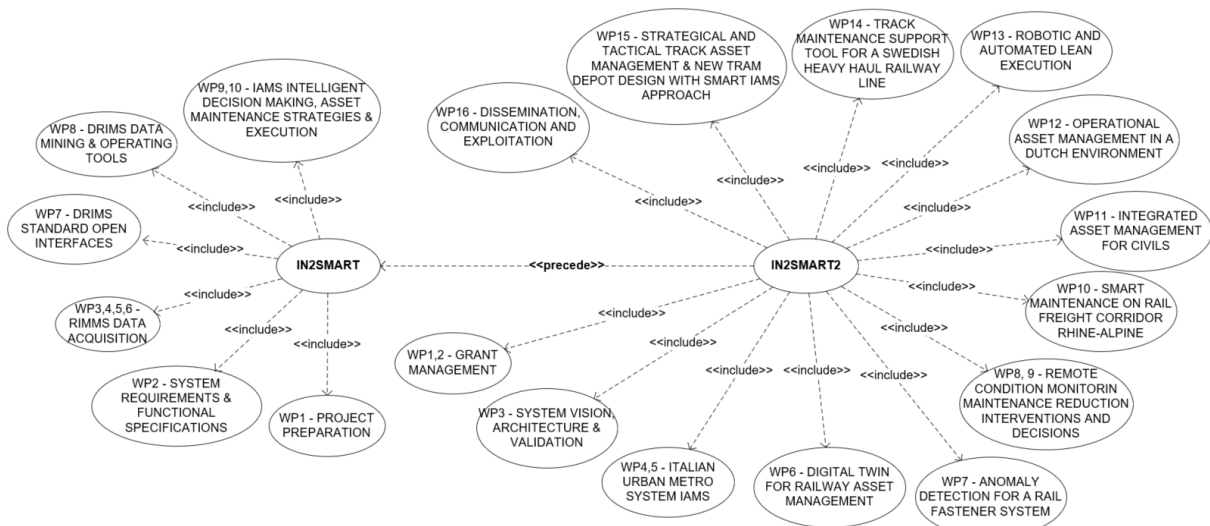 WP15 - STRATEGICAL AND
TACTICAL TRACK ASSET
MANAGEMENT & NEW TRAM
DEPOT DESIGN WITH SMART IAMS
APPROACH
WP14 - TRACK
MAINTENANCE SUPPORT
TOOL FOR A SWEDISH
HEAVY HAUL RAILWAY
LINE
WP13 - ROBOTIC AND
AUTOMATED LEAN
EXECUTION
WP9,10 - IAMS INTELLIGENT
DECISION MAKING, ASSET
MAINTENANCE STRATEGIES &
EXECUTION
WP16 - DISSEMINATION,
COMMUNICATION AND
EXPLOITATION
WP8 - DRIMS DATA
MINING & OPERATING
TOOLS
WP12 - OPERATIONAL
ASSET MANAGEMENT IN A
DUTCH ENVIRONMENT
<<include>>
<<include>>
<<include>>
<<include>>
<<include>>
<<include>>
<<include>>
WP7 - DRIMS
STANDARD OPEN
INTERFACES
<<include>>
<<include>>
WP11 - INTEGRATED
ASSET MANAGEMENT
FOR CIVILS
IN2SMART
<<precede>>
IN2SMART2
<<include>>
WP10 - SMART
MAINTENANCE ON RAIL
FREIGHT CORRIDOR
RHINE-ALPINE
WP3,4,5,6 -
RIMMS DATA
ACQUISITION
<<include>>
<<include>>
<<include>>
<<include>>
<<include>>
<<include>>
<<include>>
<<include>>
<<include>>
<<include>>
WP1,2 - GRANT
MANAGEMENT
WP8, 9 - REMOTE
CONDITION MONITORIN
MAINTENANCE REDUCTION
INTERVENTIONS AND
DECISIONS
WP2 - SYSTEM
REQUIREMENTS &
FUNCTIONAL
SPECIFICATIONS
WP1 - PROJECT
PREPARATION
WP3 - SYSTEM VISION,
ARCHITECTURE &
VALIDATION
WP4,5 - ITALIAN
URBAN METRO
SYSTEM IAMS
WP6 - DIGITAL TWIN
FOR RAILWAY ASSET
MANAGEMENT
WP7 - ANOMALY
DETECTION FOR A RAIL
FASTENER SYSTEM